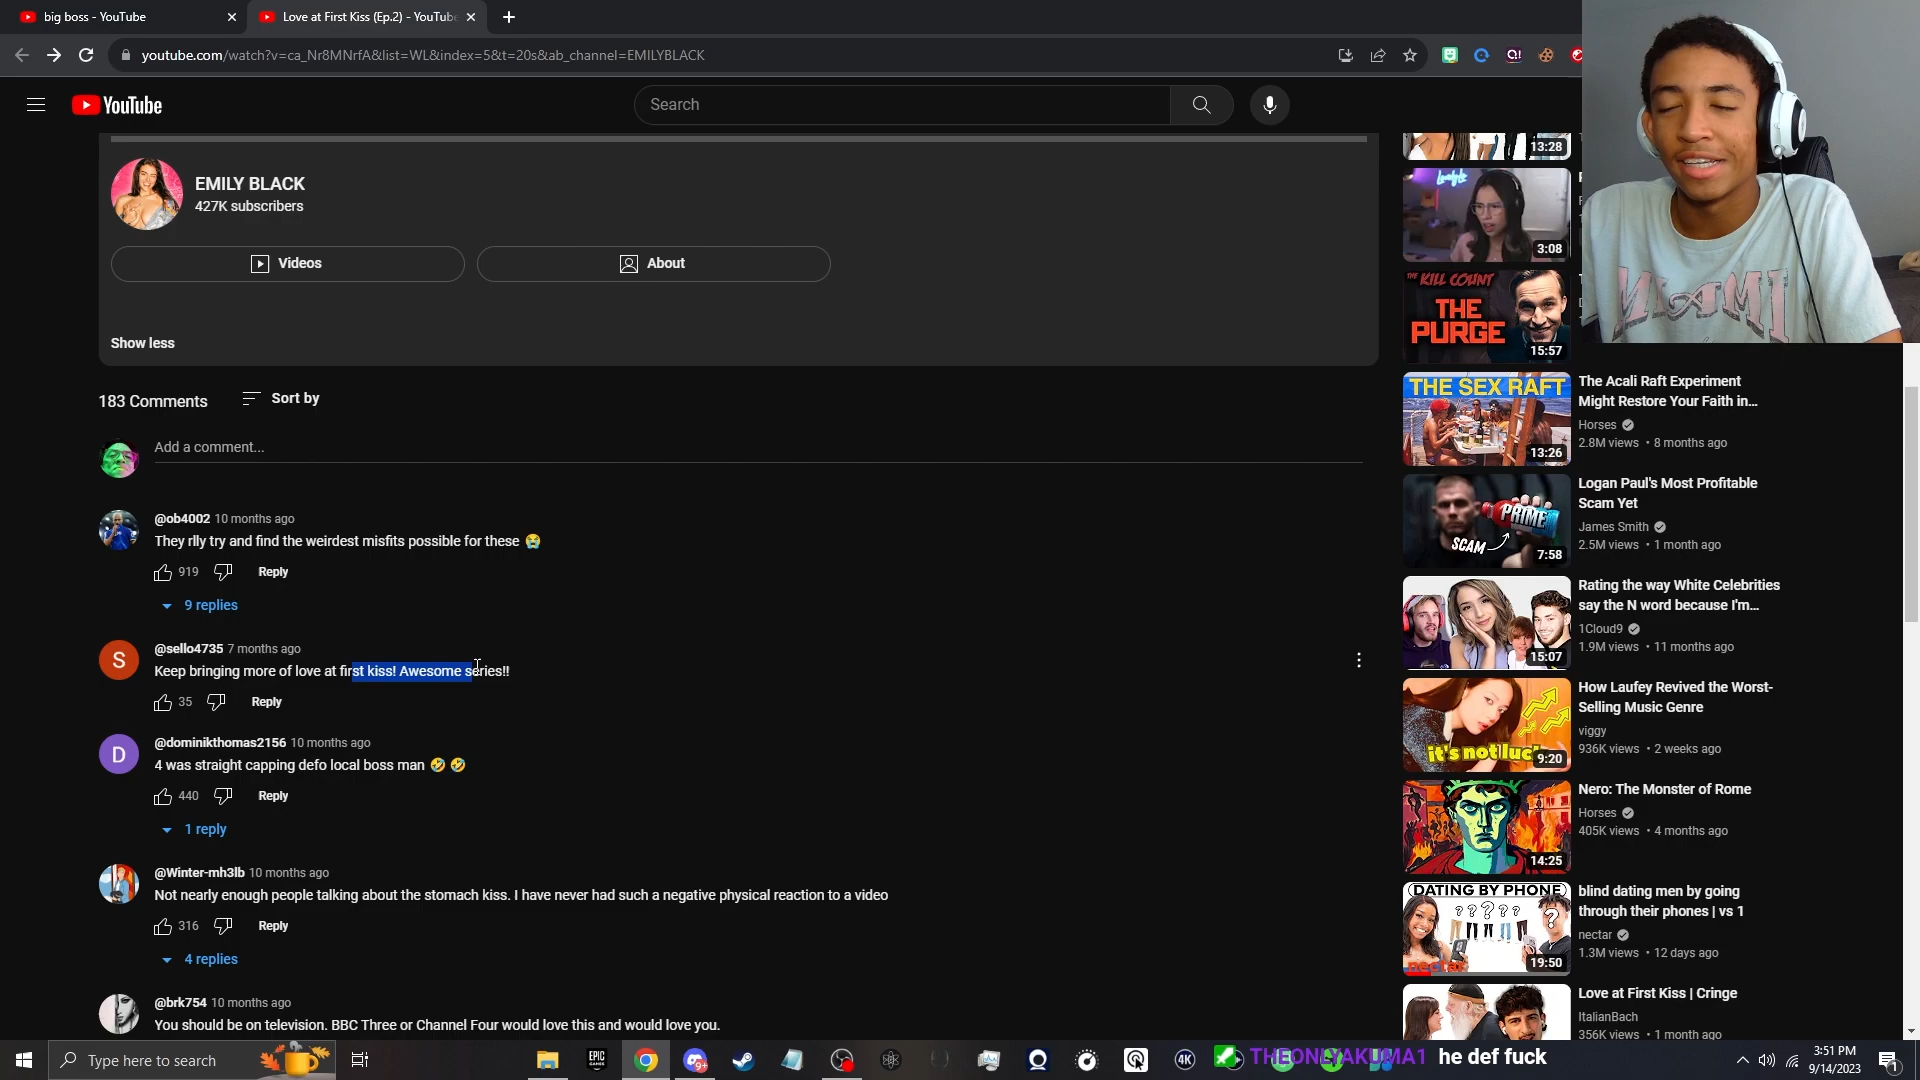 big boss - YouTube
Love at First Kiss (Ep.2) - YouTube
youtube.com/watch?v=ca_Nr8MNrfA&list=WL&index=5&t=20s&ab_channel=EMILYBLACK
YouTube
Search
EMILY BLACK
427K subscribers
Videos
About
Show less
183 Comments
Sort by
Add a comment...
@ob4002 10 months ago
They rlly try and find the weirdest misfits possible for these 😭
919
Reply
9 replies
@sello4735 7 months ago
Keep bringing more of love at first kiss! Awesome series!!
35
Reply
@dominikthomas2156 10 months ago
4 was straight capping defo local boss man 🤣 🤣
440
Reply
1 reply
@Winter-mh3lb 10 months ago
Not nearly enough people talking about the stomach kiss. I have never had such a negative physical reaction to a video
316
Reply
4 replies
@brk754 10 months ago
You should be on television. BBC Three or Channel Four would love this and would love you.
13:28
3:08
THE KILL COUNT
THE PURGE
15:57
MIAMI
THE SEX RAFT
13:26
The Acali Raft Experiment
Might Restore Your Faith in...
Horses
2.8M views • 8 months ago
PRIME
SCAM
7:58
Logan Paul's Most Profitable
Scam Yet
James Smith
2.5M views • 1 month ago
15:07
Rating the way White Celebrities
say the N word because I'm...
1Cloud9
1.9M views • 11 months ago
it's not luc
9:20
How Laufey Revived the Worst-
Selling Music Genre
viggy
936K views • 2 weeks ago
14:25
Nero: The Monster of Rome
Horses
405K views • 4 months ago
DATING BY PHONE
nectar
19:50
blind dating men by going
through their phones | vs 1
nectar
1.3M views • 12 days ago
Love at First Kiss | Cringe
ItalianBach
356K views • 1 month ago
Type here to search
EPIC GAMES
9+
4K
THEONLYAKUMA1 he def fuck
3:51 PM
9/14/2023
1